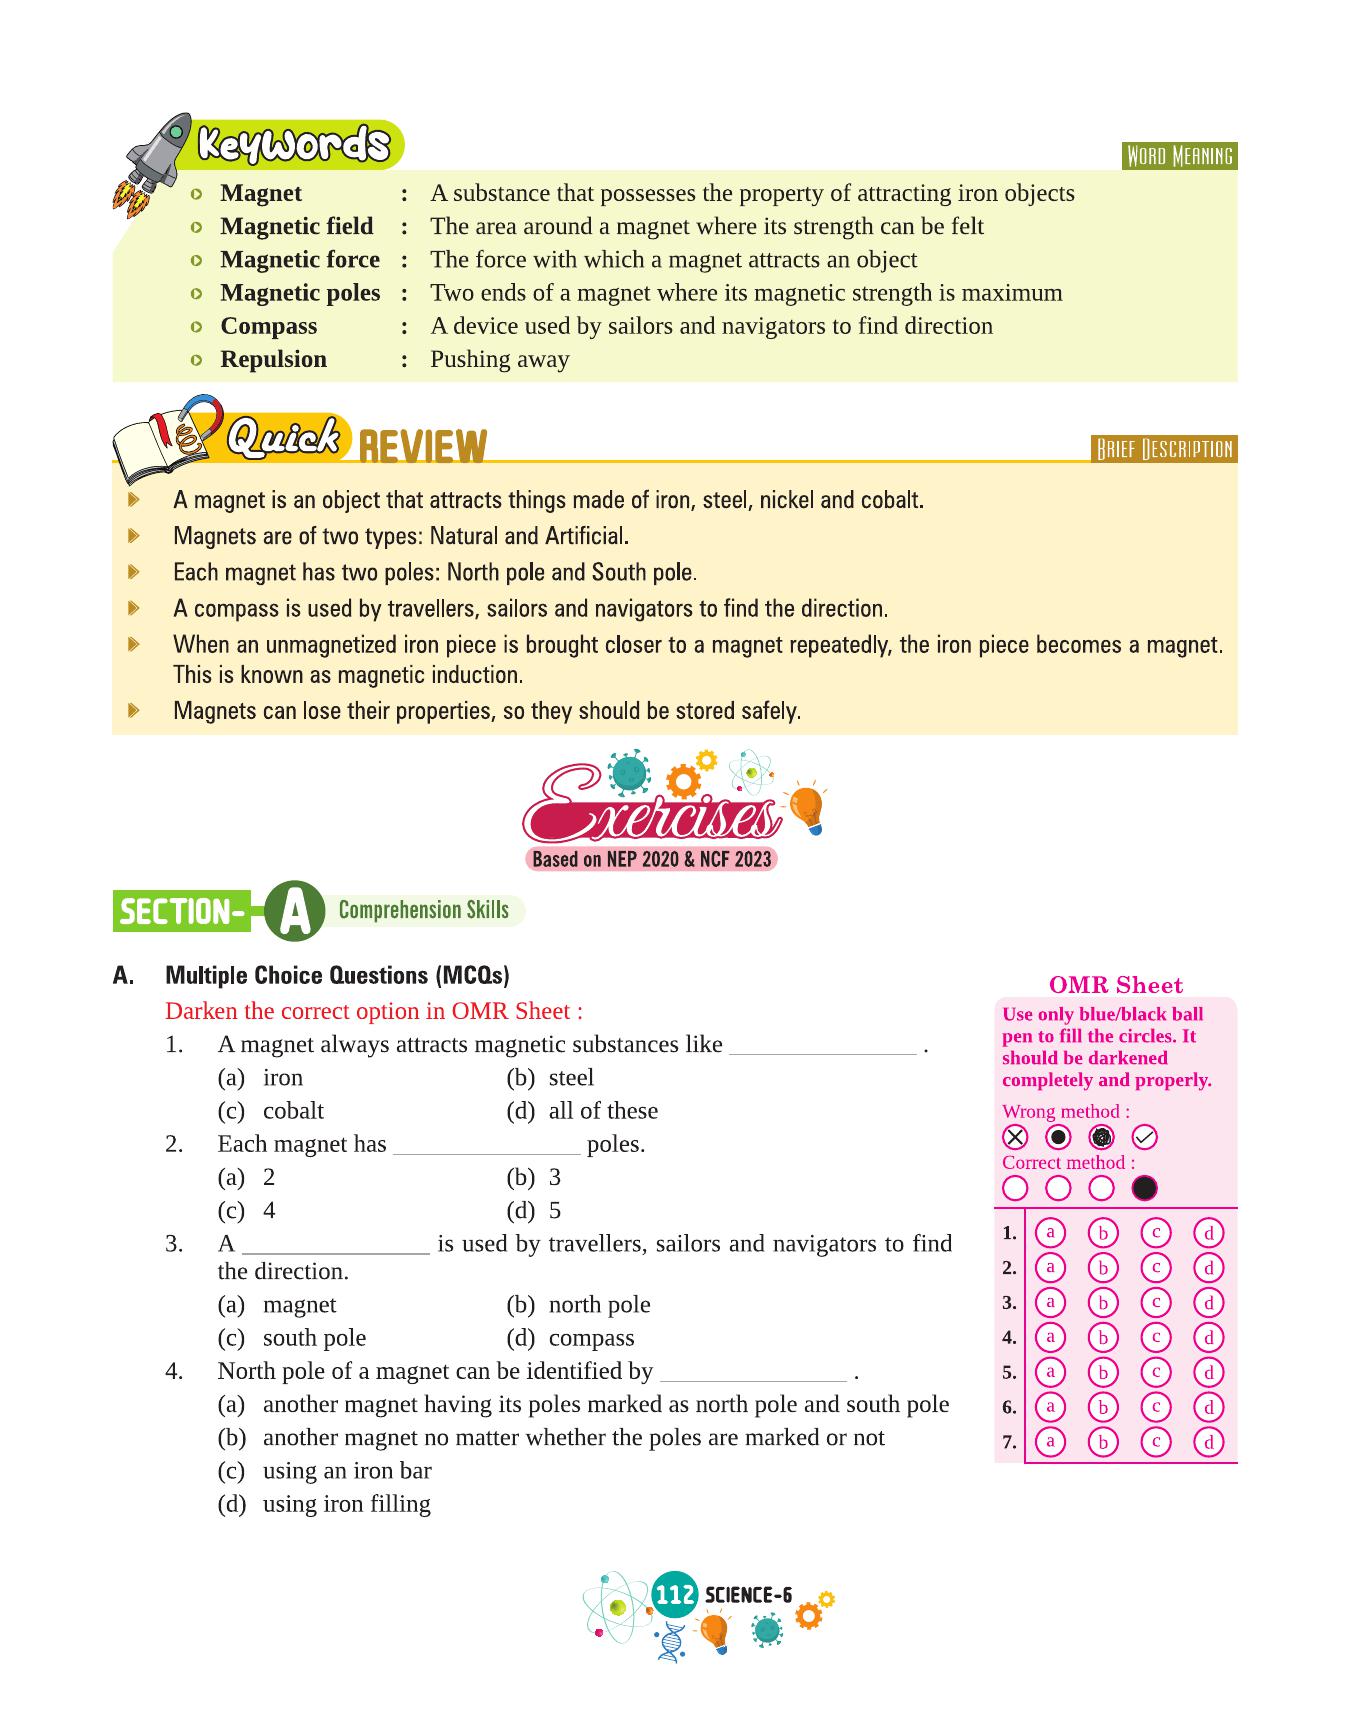 Keywords
Word Meaning
Magnet : A substance that possesses the property of attracting iron objects
Magnetic field : The area around a magnet where its strength can be felt
Magnetic force : The force with which a magnet attracts an object
Magnetic poles : Two ends of a magnet where its magnetic strength is maximum
Compass : A device used by sailors and navigators to find direction
Repulsion : Pushing away
Quick REVIEW
Brief Description
A magnet is an object that attracts things made of iron, steel, nickel and cobalt.
Magnets are of two types: Natural and Artificial.
Each magnet has two poles: North pole and South pole.
A compass is used by travellers, sailors and navigators to find the direction.
When an unmagnetized iron piece is brought closer to a magnet repeatedly, the iron piece becomes a magnet.
This is known as magnetic induction.
Magnets can lose their properties, so they should be stored safely.
Exercises
Based on NEP 2020 & NCF 2023
SECTION- A Comprehension Skills
A. Multiple Choice Questions (MCQs)
Darken the correct option in OMR Sheet :
1. A magnet always attracts magnetic substances like _______________ .
(a) iron (b) steel
(c) cobalt (d) all of these
2. Each magnet has _______________ poles.
(a) 2 (b) 3
(c) 4 (d) 5
3. A _______________ is used by travellers, sailors and navigators to find
the direction.
(a) magnet (b) north pole
(c) south pole (d) compass
4. North pole of a magnet can be identified by _______________ .
(a) another magnet having its poles marked as north pole and south pole
(b) another magnet no matter whether the poles are marked or not
(c) using an iron bar
(d) using iron filling
OMR Sheet
Use only blue/black ball
pen to fill the circles. It
should be darkened
completely and properly.
Wrong method :
Correct method :
1. a b c d
2. a b c d
3. a b c d
4. a b c d
5. a b c d
6. a b c d
7. a b c d
112 SCIENCE-6